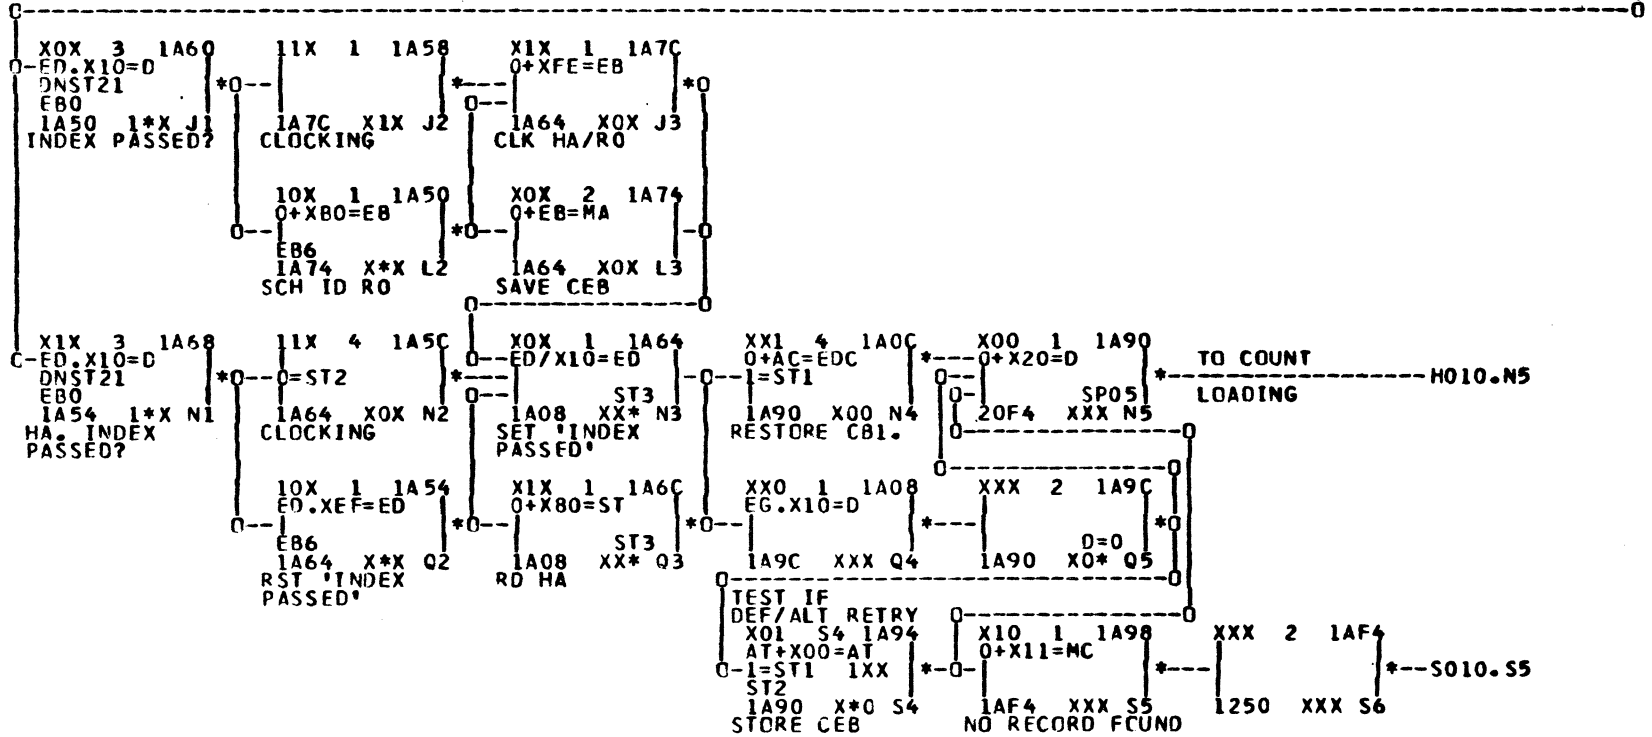 X0X 3 1A60 11X 1 1A58 X1X 1 1A7C
ED.X10=D 0+XFE=EB
DNST21
EB0
1A50 1*X J1 1A7C X1X J2 1A64 X0X J3
INDEX PASSED? CLOCKING CLK HA/RO
10X 1 1A50 X0X 2 1A74
0+XB0=EB 0+EB=MA
EB6
1A74 X*X L2 1A64 X0X L3
SCH ID RO SAVE CEB
X1X 3 1A68 11X 4 1A5C X0X 1 1A64 XX1 4 1A0C X00 1 1A90
ED.X10=D ED/X10=ED 0+AC=EDC 0+X20=D TO COUNT
DNST21 0=ST2 1=ST1 H010.N5
EB0 ST3 SP05 LOADING
1A54 1*X N1 1A64 X0X N2 1A08 XX* N3 1A90 X00 N4 20F4 XXX N5
HA. INDEX CLOCKING SET 'INDEX RESTORE CB1.
PASSED? PASSED'
10X 1 1A54 X1X 1 1A6C XX0 1 1A08 XXX 2 1A9C
ED.XEF=ED 0+X80=ST EG.X10=D
EB6 ST3 D=0
1A64 X*X Q2 1A08 XX* Q3 1A9C XXX Q4 1A90 X0* Q5
RST 'INDEX RD HA
PASSED'
TEST IF
DEF/ALT RETRY
X01 S4 1A94 X10 1 1A98 XXX 2 1AF4
AT+X00=AT 0+X11=MC
1=ST1 1XX S010.S5
ST2
1A90 X*0 S4 1AF4 XXX S5 1250 XXX S6
STORE CEB NO RECORD FCUND